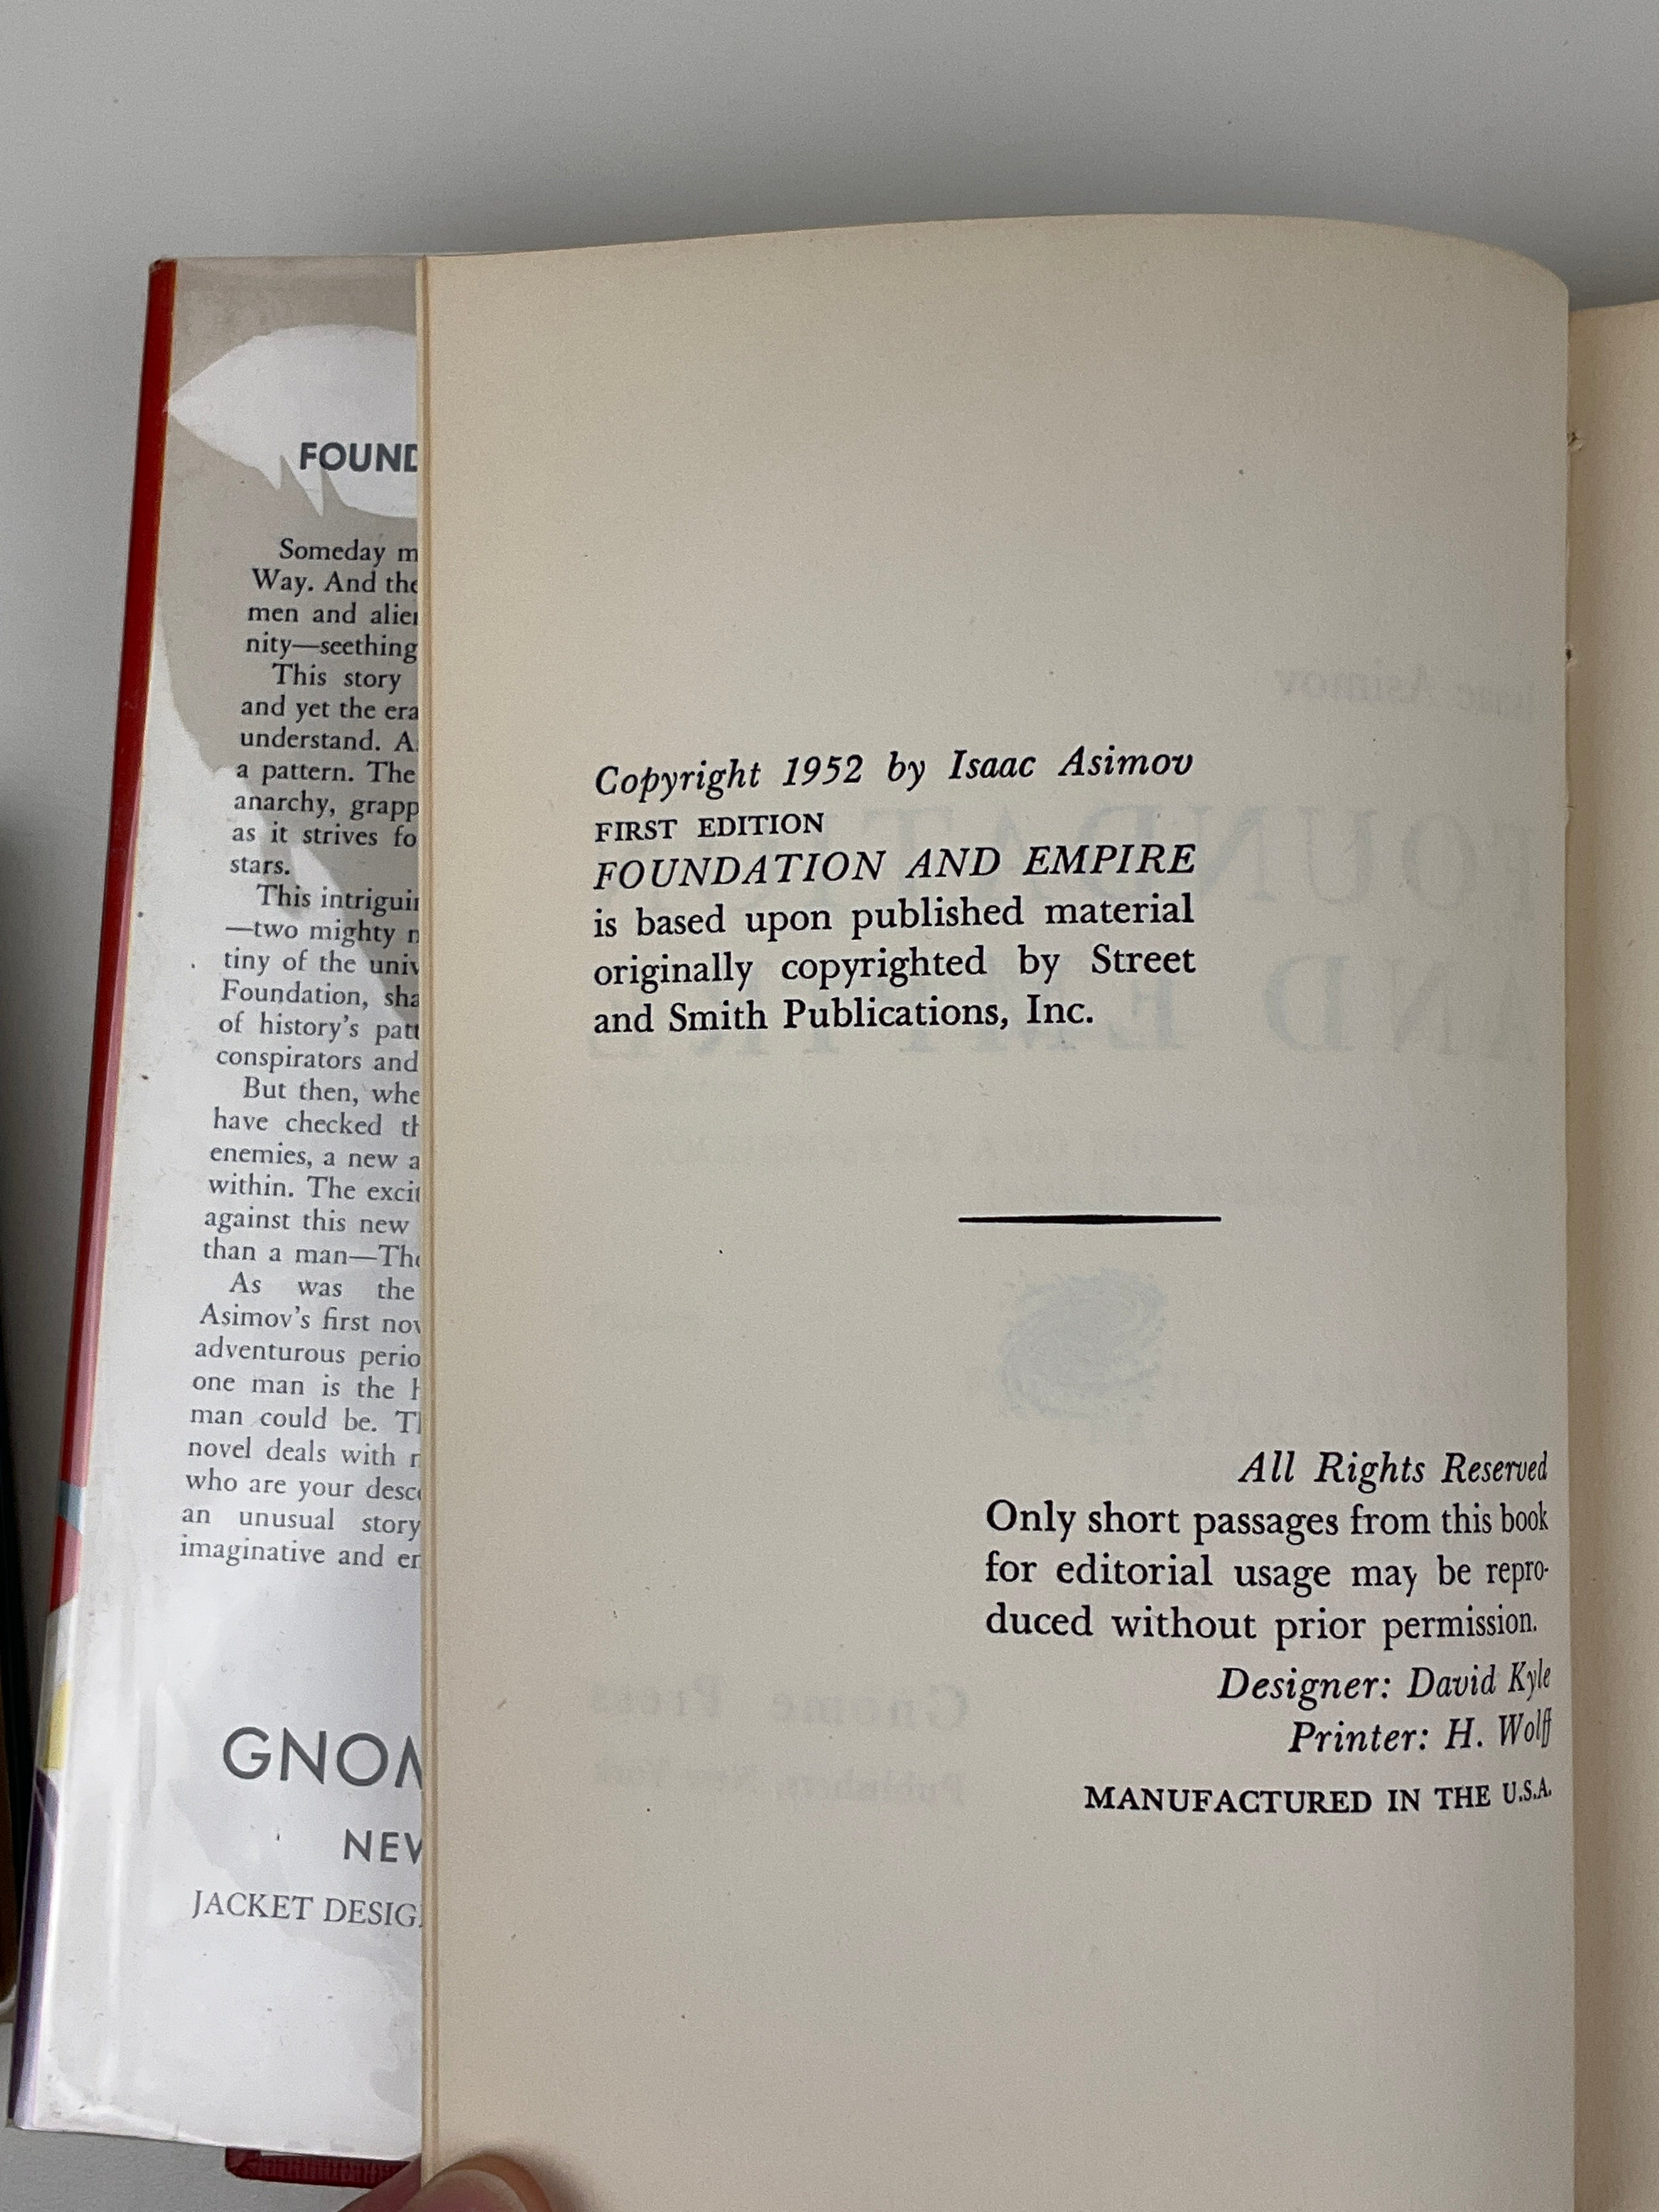 FOUND
Someday m
Way. And the
men and alie
nity—seething
This story
and yet the era
understand. A
a pattern. The
anarchy, grapp
as it strives fo
stars.
This intrigui
—two mighty
tiny of the univ
Foundation, sha
of history's patt
conspirators and
But then, whe
have checked th
enemies, a new a
within. The excit
against this new
than a man—The
As was the
Asimov's first nov
adventurous perio
one man is the h
man could be. Th
novel deals with
who are your desce
an unusual story
imaginative and en
GNOM
NEW
JACKET DESIG
Copyright 1952 by Isaac Asimov
FIRST EDITION
FOUNDATION AND EMPIRE
is based upon published material
originally copyrighted by Street
and Smith Publications, Inc.
All Rights Reserved
Only short passages from this book
for editorial usage may be repro-
duced without prior permission.
Designer: David Kyle
Printer: H. Wolff
MANUFACTURED IN THE U.S.A.